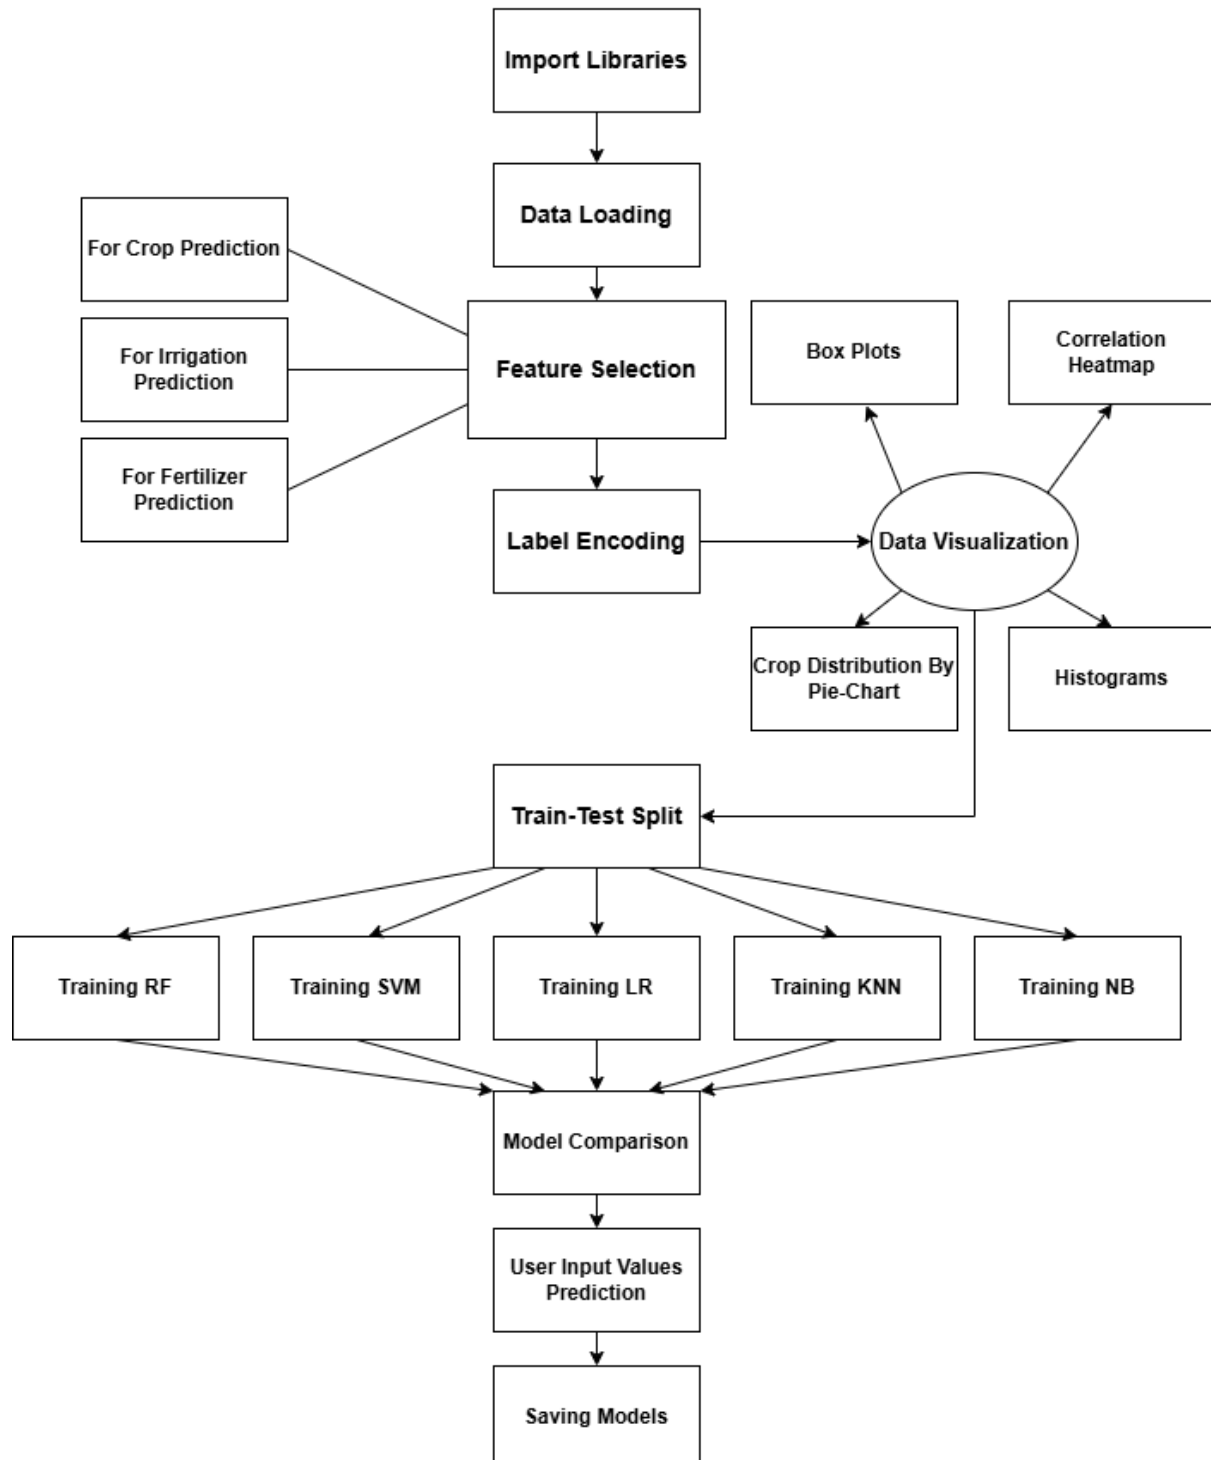 Import Libraries
Data Loading
For Crop Prediction
For Irrigation
Prediction
For Fertilizer
Prediction
Feature Selection
Box Plots
Correlation
Heatmap
Label Encoding
Data Visualization
Crop Distribution By
Pie-Chart
Histograms
Train-Test Split
Training RF
Training SVM
Training LR
Training KNN
Training NB
Model Comparison
User Input Values
Prediction
Saving Models